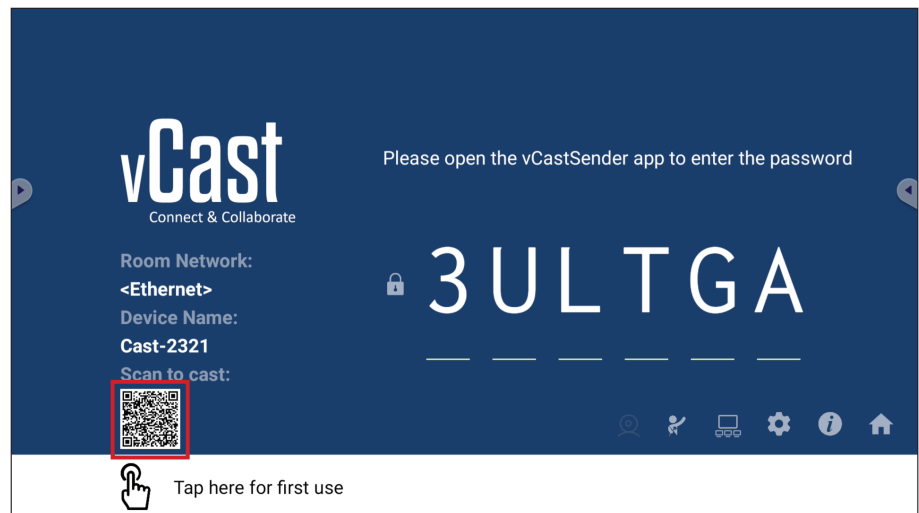 vCast
Connect & Collaborate
Please open the vCastSender app to enter the password
Room Network:
<Ethernet>
Device Name:
Cast-2321
Scan to cast:
3ULTGA
Tap here for first use